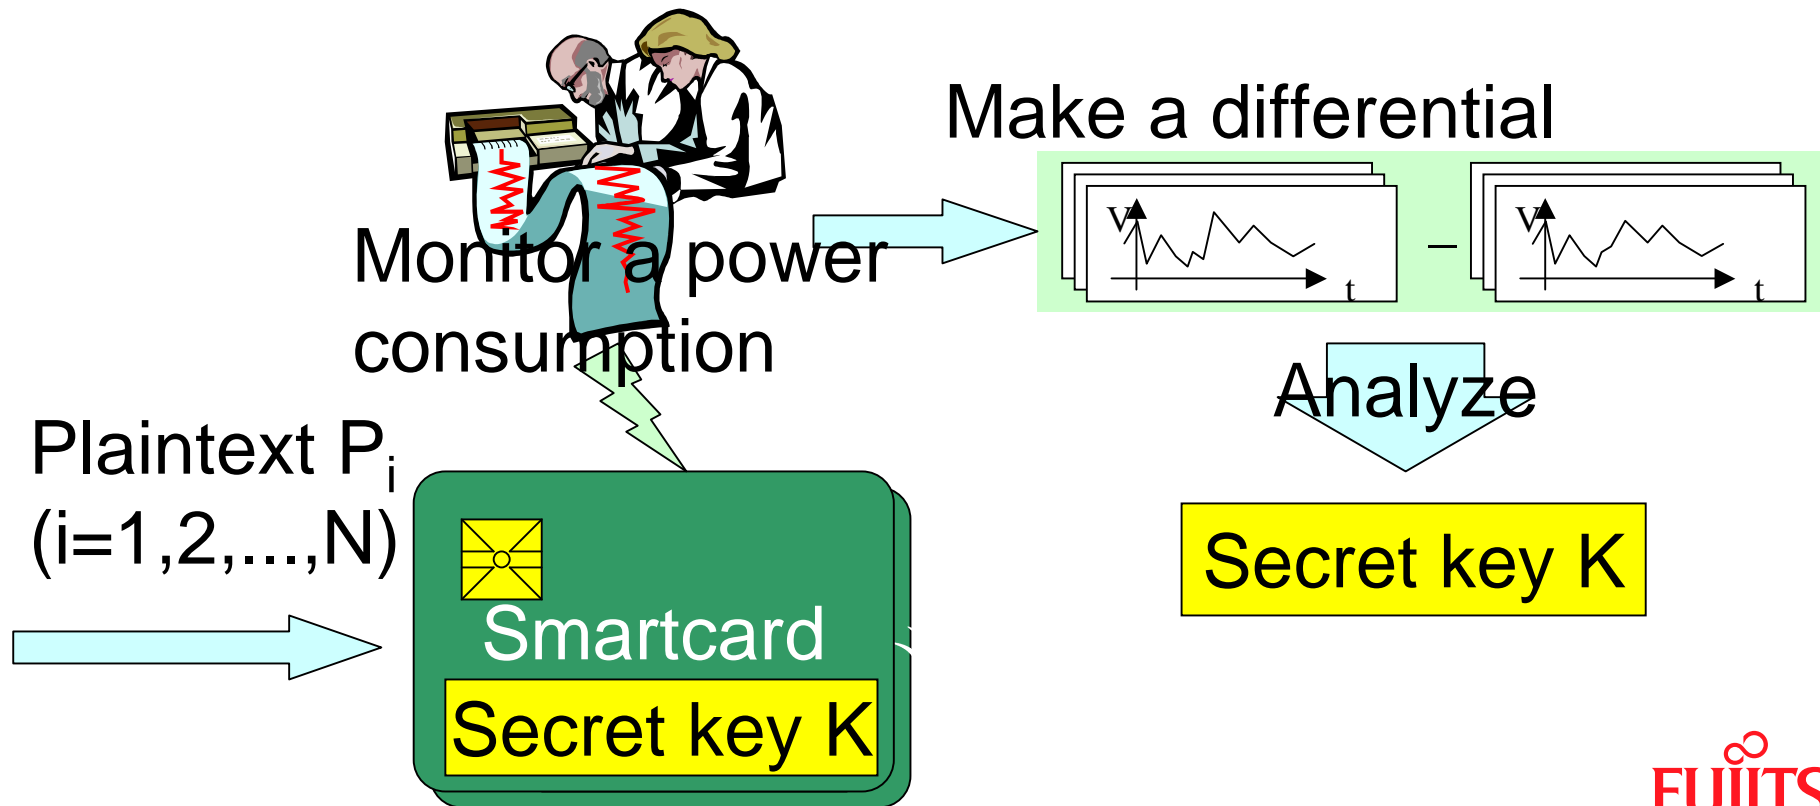 Make a differential
V
t
–
V
t
Monitor a power
consumption
Analyze
Plaintext Pi
(i=1,2,...,N)
Secret key K
Smartcard
Secret key K